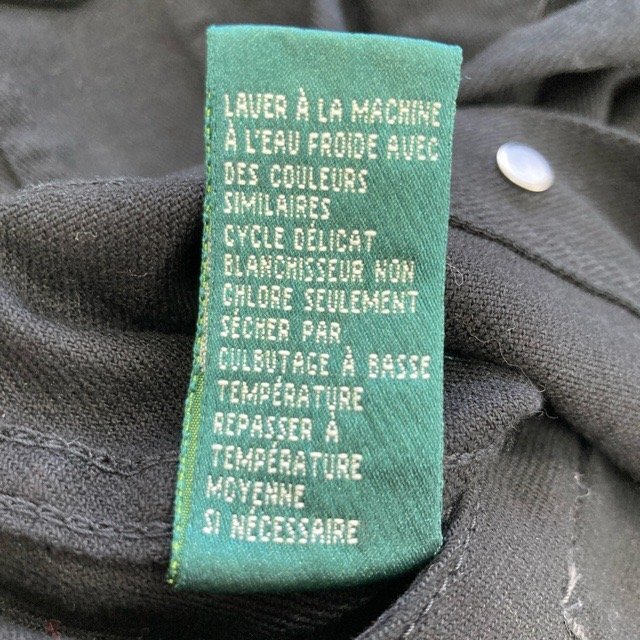 LAVER À LA MACHINE
À L'EAU FROIDE AVEC
DES COULEURS
SIMILAIRES
CYCLE DÉLICAT
BLANCHISSEUR NON
CHLORE SEULEMENT
SÉCHER PAR
CULBUTAGE À BASSE
TEMPÉRATURE
REPASSER À
TEMPÉRATURE
MOYENNE
SI NÉCESSAIRE